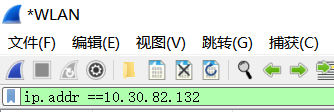 *WLAN
文件(F) 编辑(E) 视图(V) 跳转(G) 捕获(C)
ip.addr ==10.30.82.132